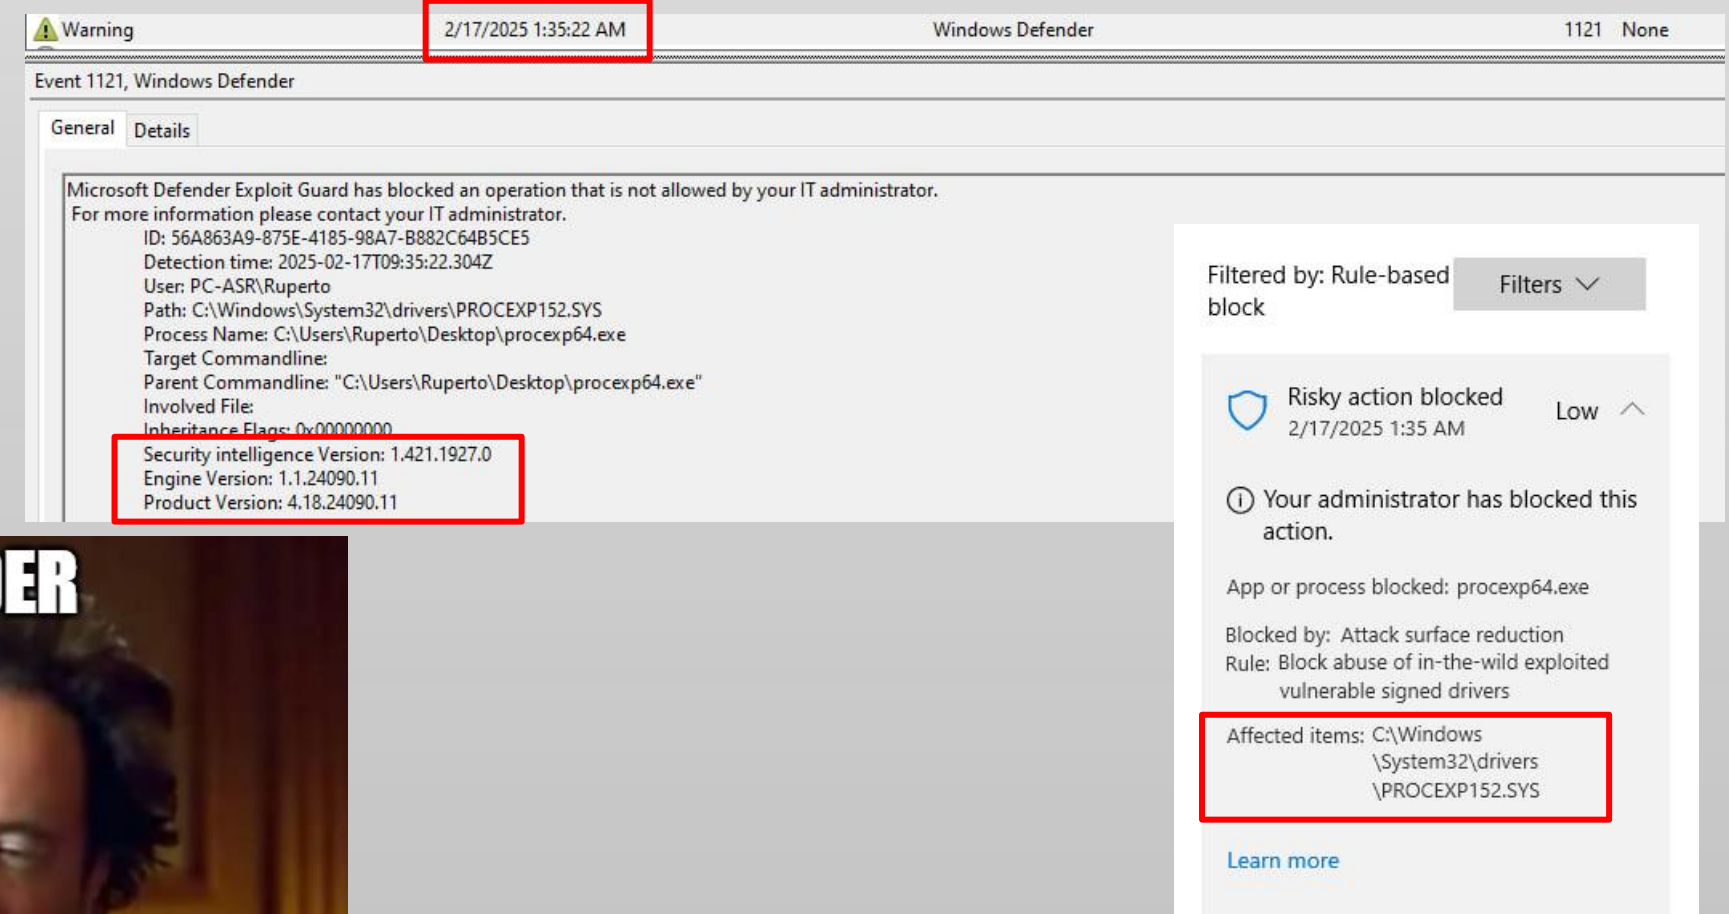 Warning 2/17/2025 1:35:22 AM Windows Defender 1121 None
Event 1121, Windows Defender
General Details
Microsoft Defender Exploit Guard has blocked an operation that is not allowed by your IT administrator.
For more information please contact your IT administrator.
ID: 56A863A9-875E-4185-98A7-B882C64B5CE5
Detection time: 2025-02-17T09:35:22.304Z
User: PC-ASR\Ruperto
Path: C:\Windows\System32\drivers\PROCEXP152.SYS
Process Name: C:\Users\Ruperto\Desktop\procexp64.exe
Target Commandline:
Parent Commandline: "C:\Users\Ruperto\Desktop\procexp64.exe"
Involved File:
Inheritance Flags: 0x00000000
Security intelligence Version: 1.421.1927.0
Engine Version: 1.1.24090.11
Product Version: 4.18.24090.11
Filtered by: Rule-based
block
Filters
Risky action blocked
Low
2/17/2025 1:35 AM
Your administrator has blocked this
action.
App or process blocked: procexp64.exe
Blocked by: Attack surface reduction
Rule: Block abuse of in-the-wild exploited
vulnerable signed drivers
Affected items: C:\Windows
\System32\drivers
\PROCEXP152.SYS
Learn more